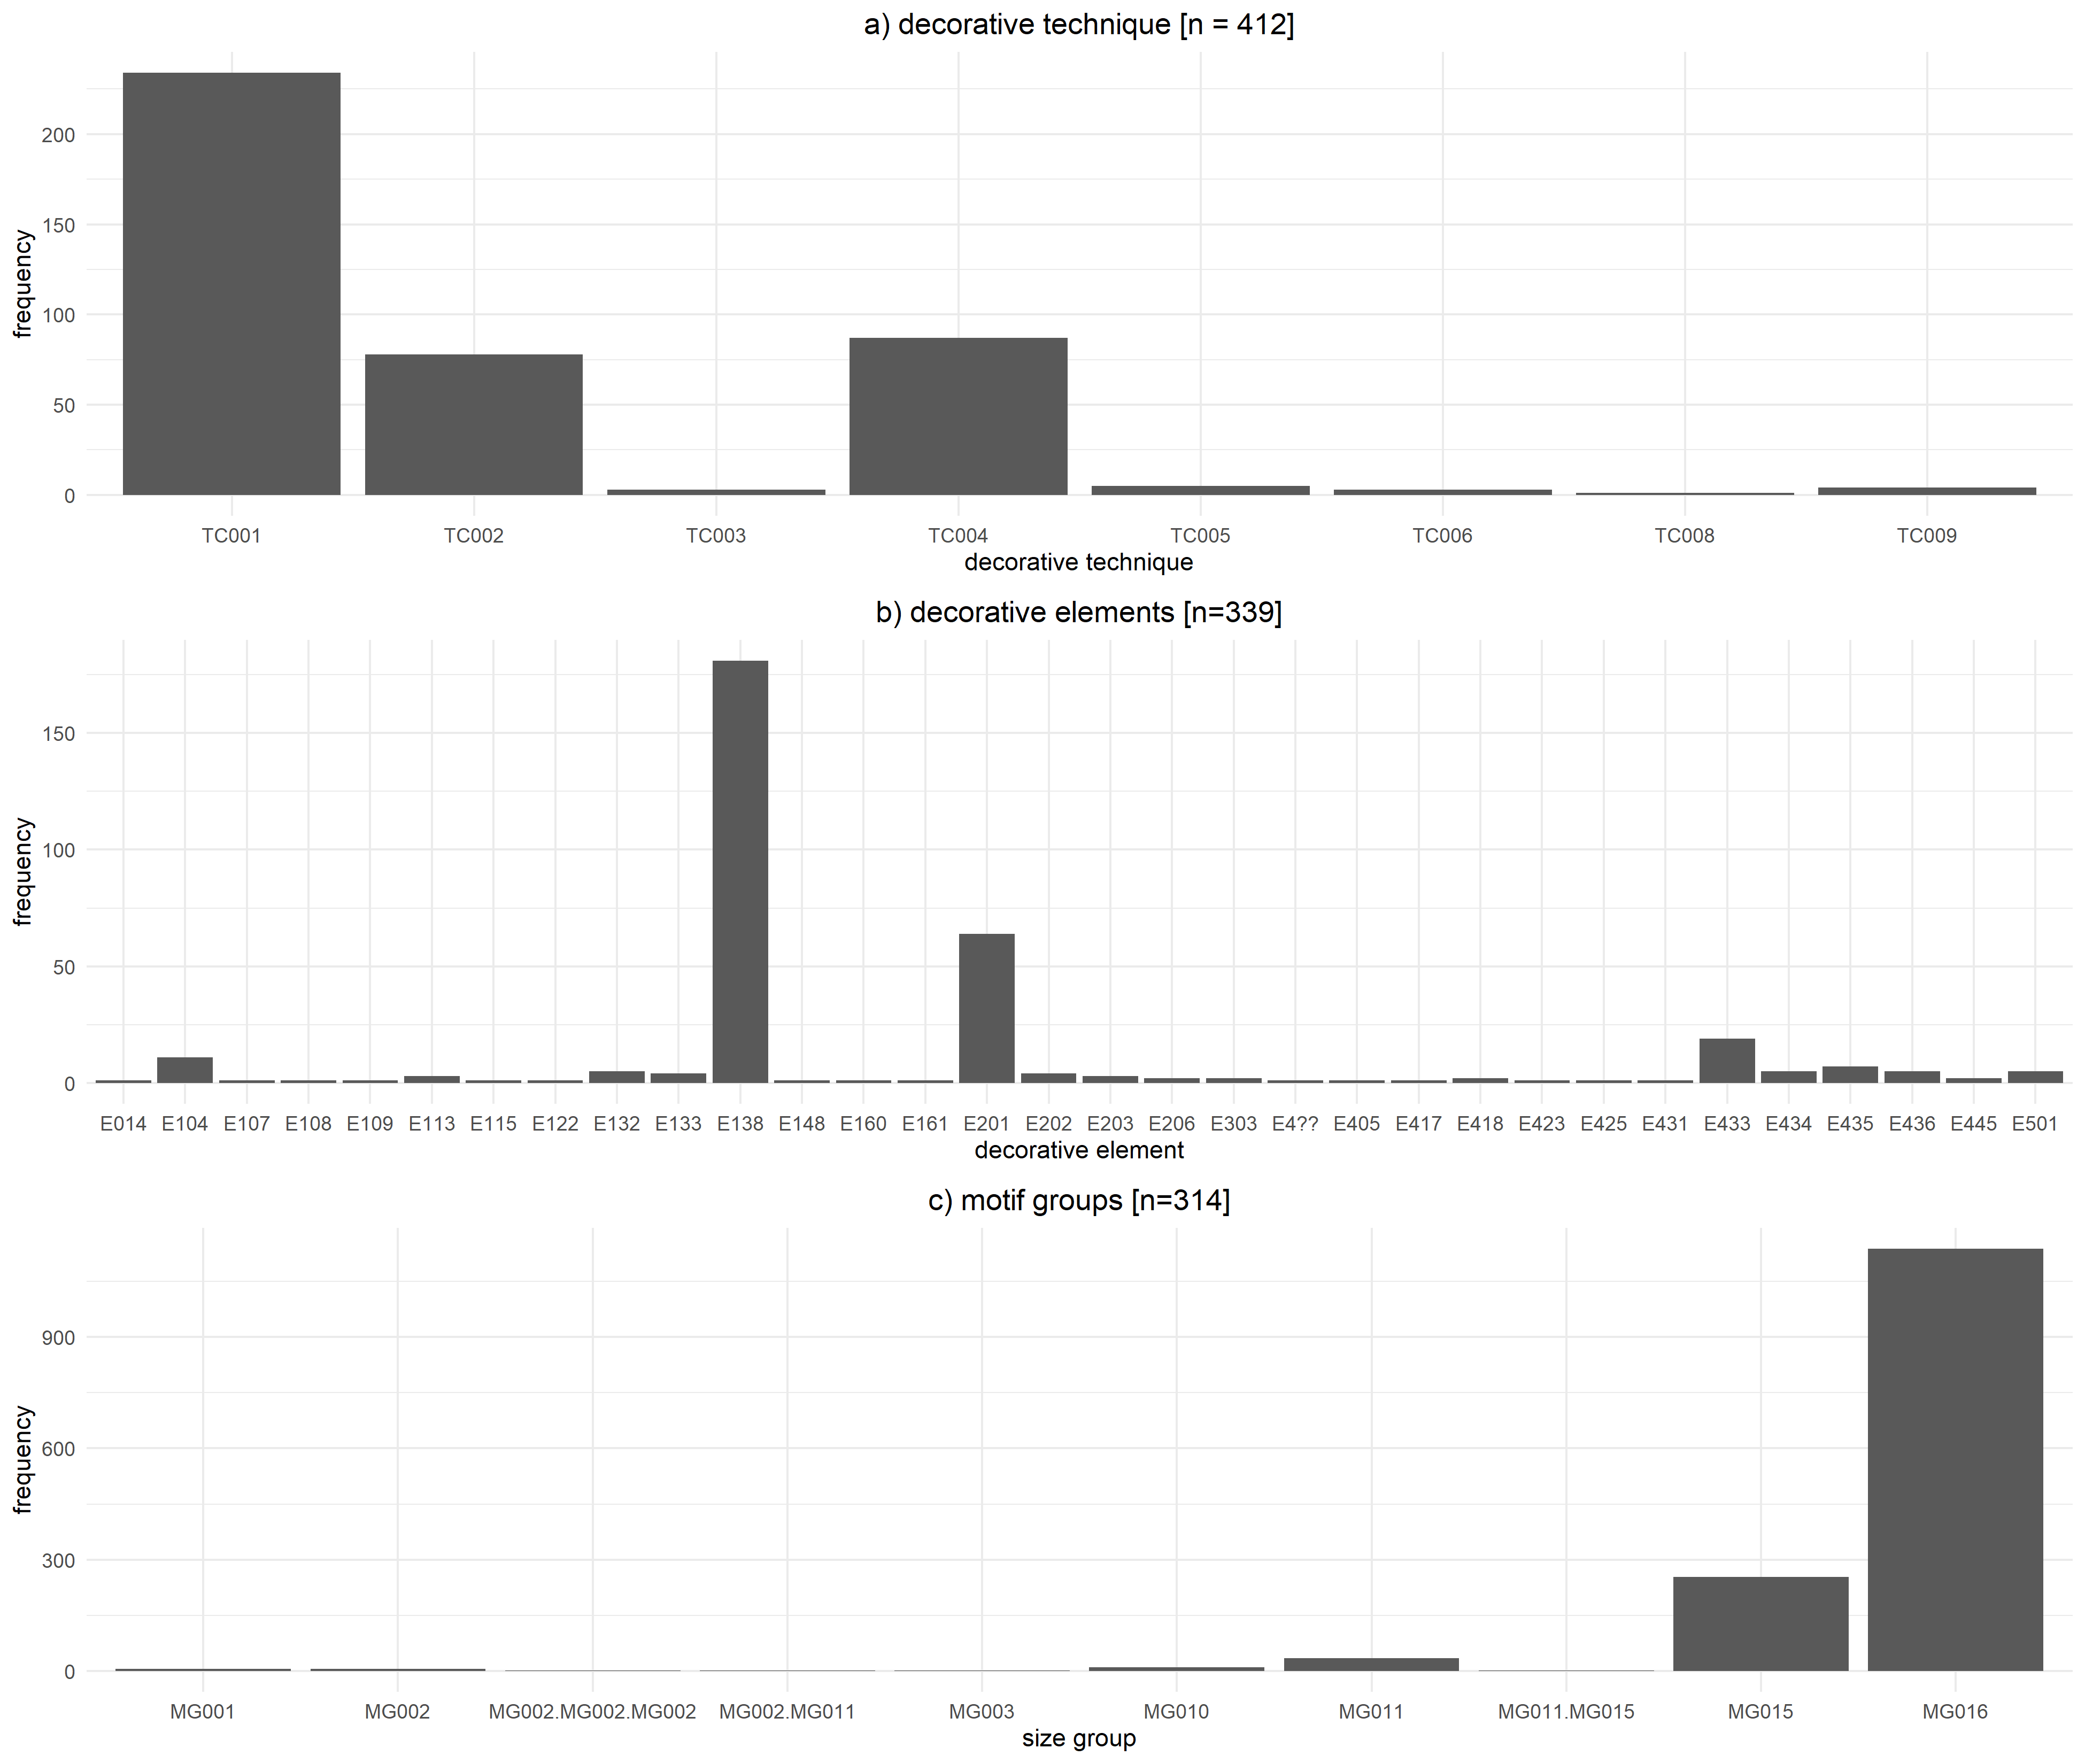 a) decorative technique [n = 412]
200
150
100
50
0
frequency
TC001 TC002 TC003 TC004 TC005 TC006 TC008 TC009
decorative technique
b) decorative elements [n=339]
150
100
50
0
frequency
E014 E104 E107 E108 E109 E113 E115 E122 E132 E133 E138 E148 E160 E161 E201 E202 E203 E206 E303 E4?? E405 E417 E418 E423 E425 E431 E433 E434 E435 E436 E445 E501
decorative element
c) motif groups [n=314]
900
600
300
0
frequency
MG001 MG002 MG002.MG002.MG002 MG002.MG011 MG003 MG010 MG011 MG011.MG015 MG015 MG016
size group